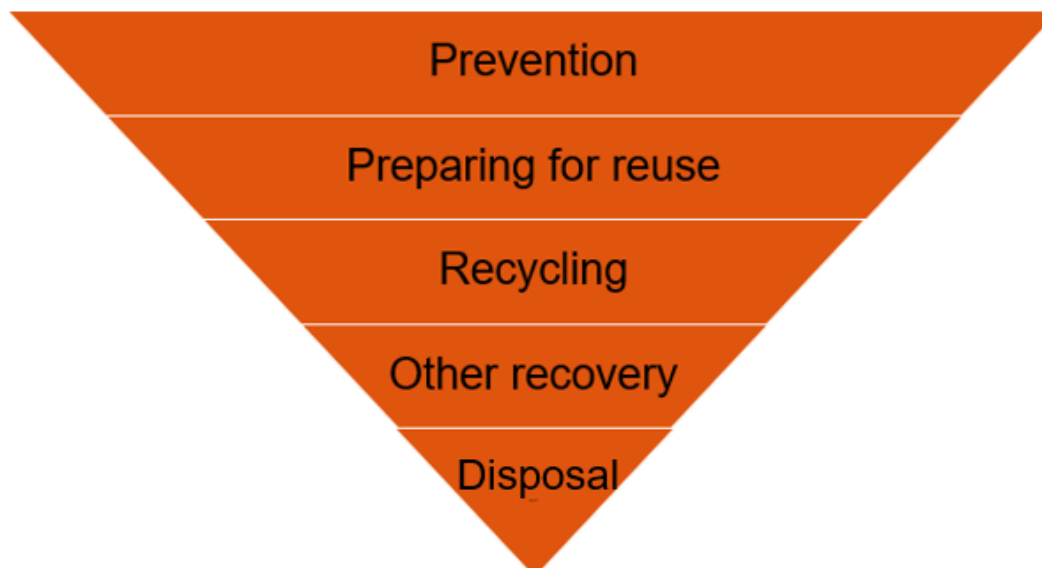 Prevention
Preparing for reuse
Recycling
Other recovery
Disposal